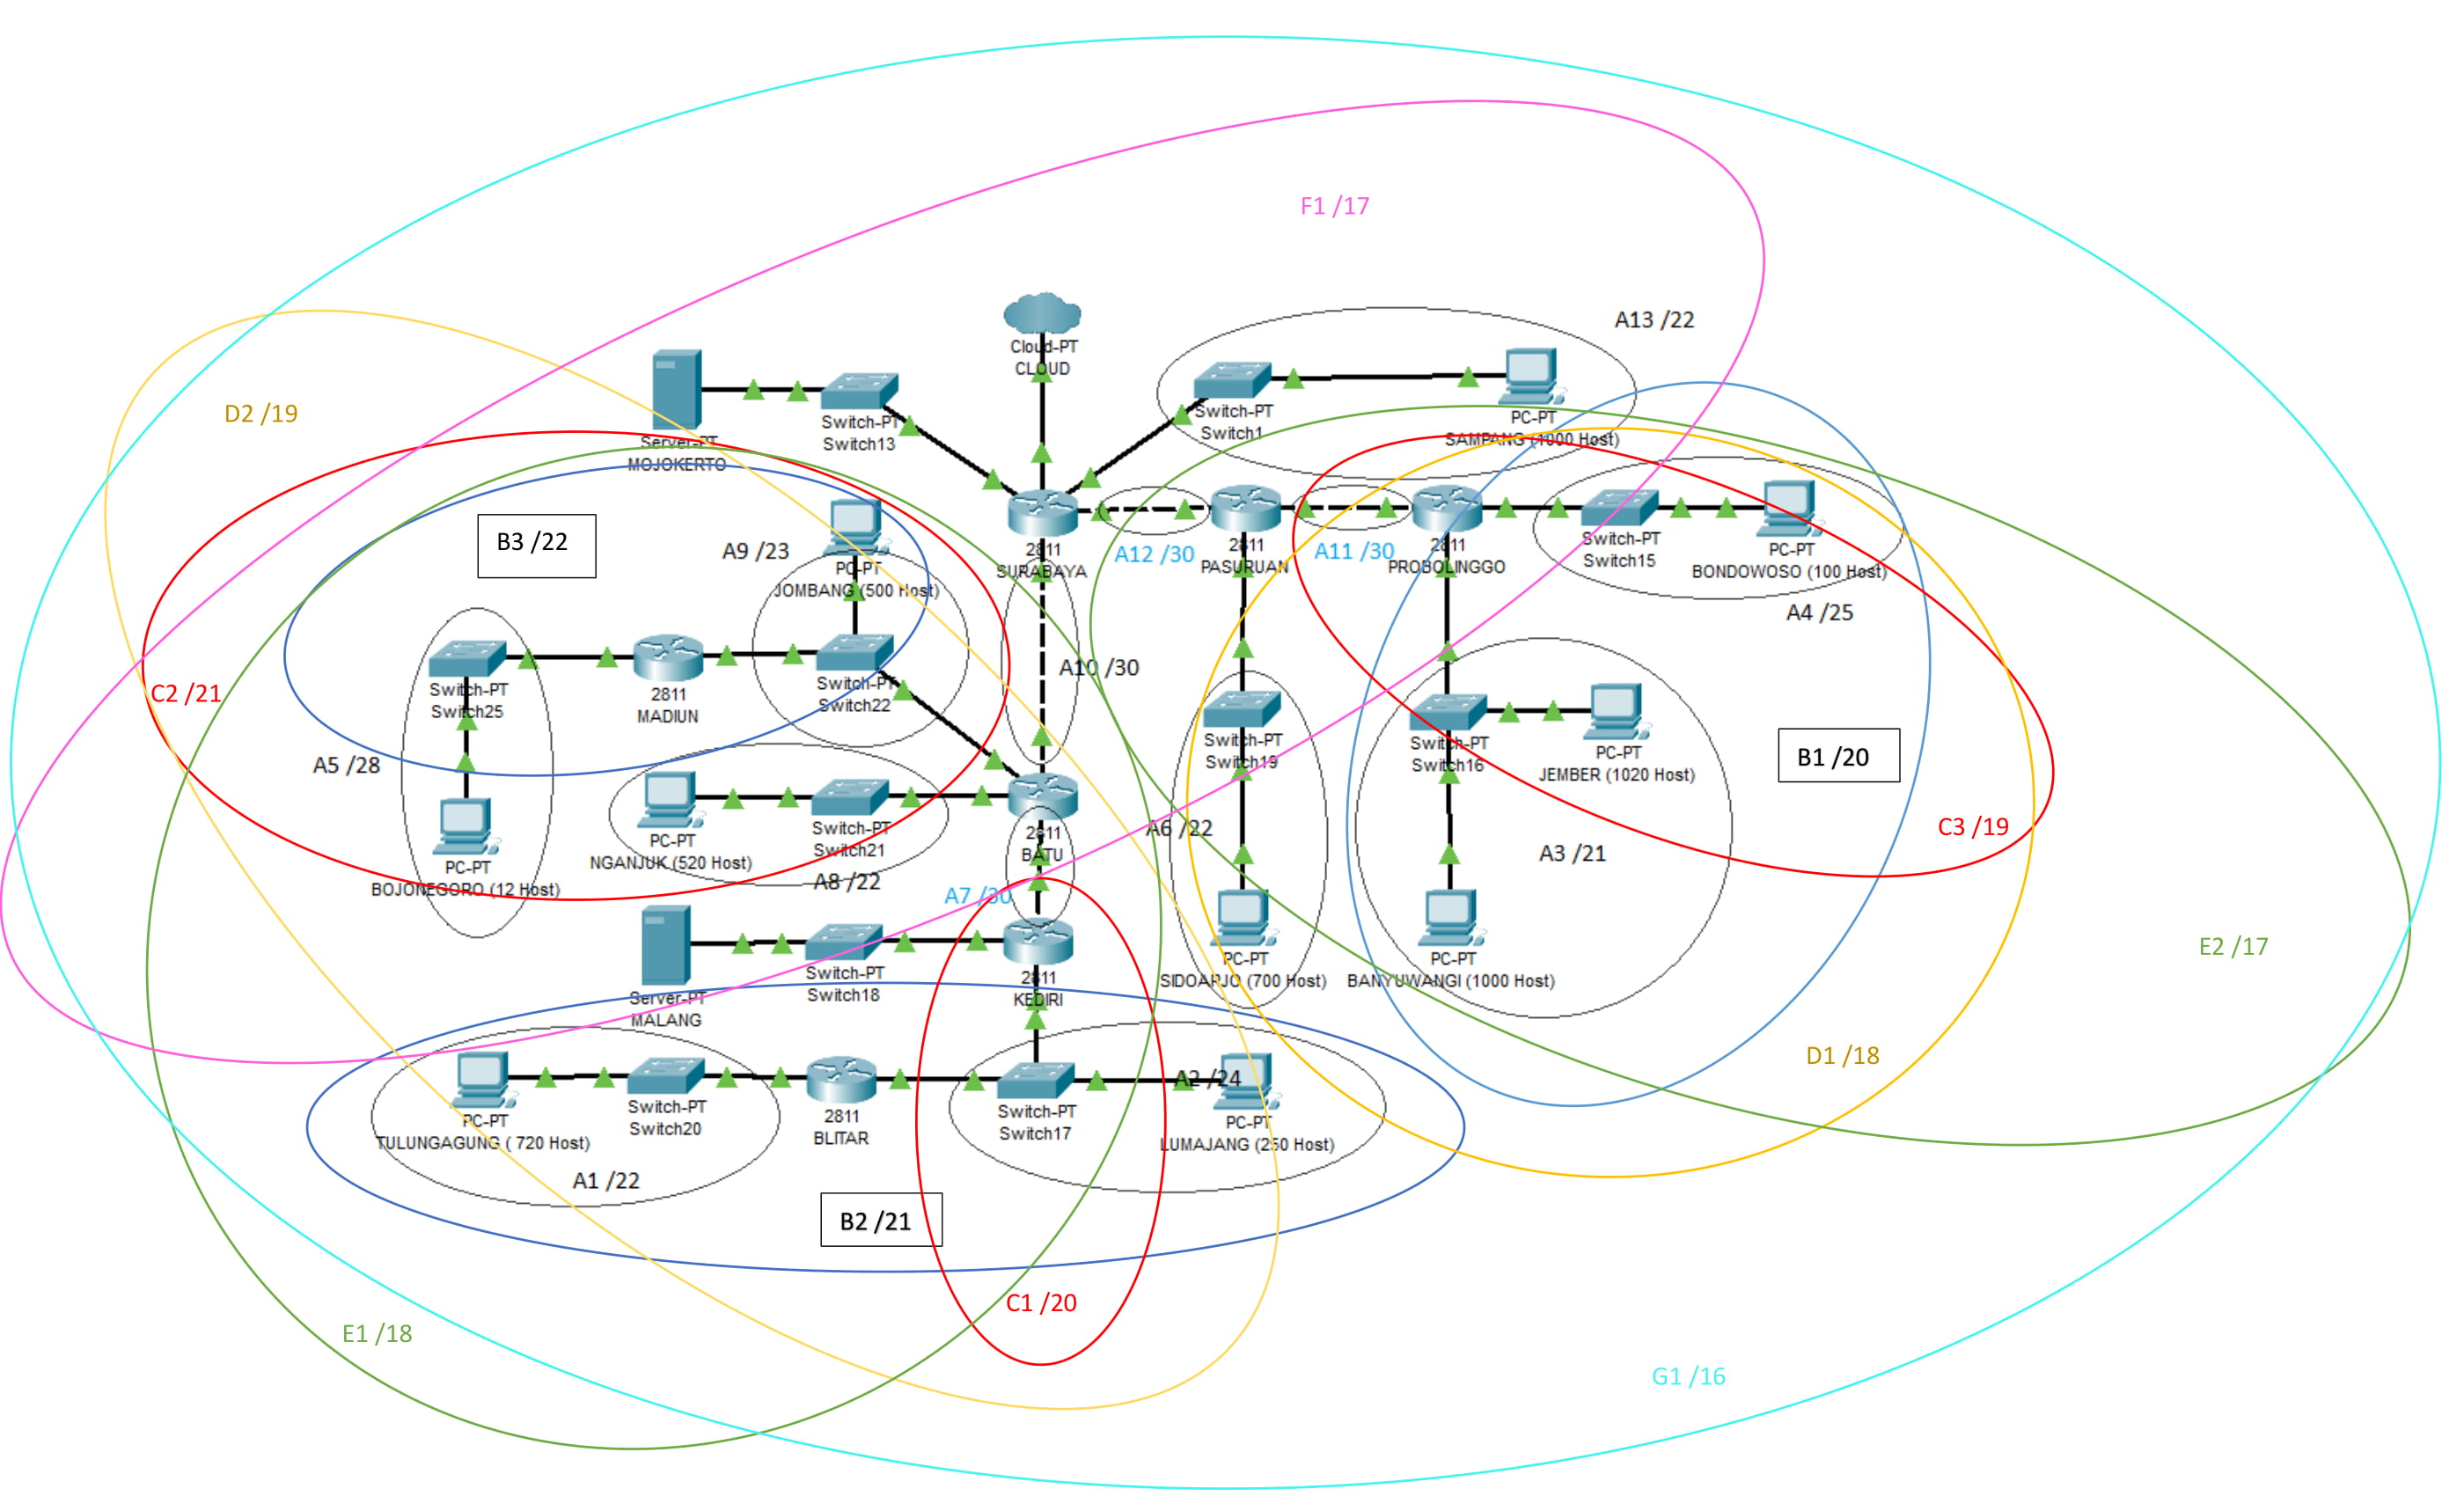 F1 /17
A13 /22
Cloud-PT
CLOUD
D2 /19
Switch-PT
Switch13
Server-PT
MOJOKERTO
Switch-PT
Switch1
PC-PT
SAMPANG (1000 Host)
B3 /22
A9 /23
PC-PT
JOMBANG (500 Host)
2811
SURABAYA
A12 /30
2811
PASURUAN
A11 /30
2811
PROBOLINGGO
Switch-PT
Switch15
PC-PT
BONDOWOSO (100 Host)
A4 /25
C2 /21
Switch-PT
Switch25
2811
MADIUN
Switch-PT
Switch22
A10 /30
Switch-PT
Switch19
Switch-PT
Switch16
PC-PT
JEMBER (1020 Host)
B1 /20
A5 /28
PC-PT
BOJONEGORO (12 Host)
PC-PT
NGANJUK (520 Host)
Switch-PT
Switch21
A8 /22
2811
BATU
A6 /22
A3 /21
C3 /19
A7 /30
E2 /17
Server-PT
MALANG
Switch-PT
Switch18
2811
KEDIRI
PC-PT
SIDOARJO (700 Host)
PC-PT
BANYUWANGI (1000 Host)
D1 /18
PC-PT
TULUNGAGUNG ( 720 Host)
Switch-PT
Switch20
A1 /22
2811
BLITAR
Switch-PT
Switch17
A2 /24
PC-PT
LUMAJANG (250 Host)
B2 /21
C1 /20
E1 /18
G1 /16